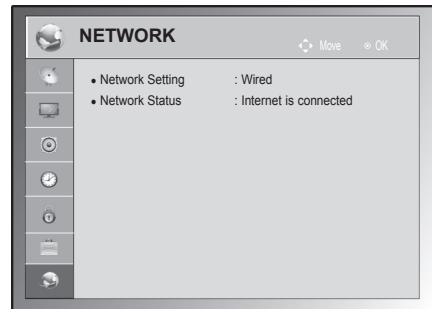 NETWORK
Move OK
• Network Setting : Wired
• Network Status : Internet is connected